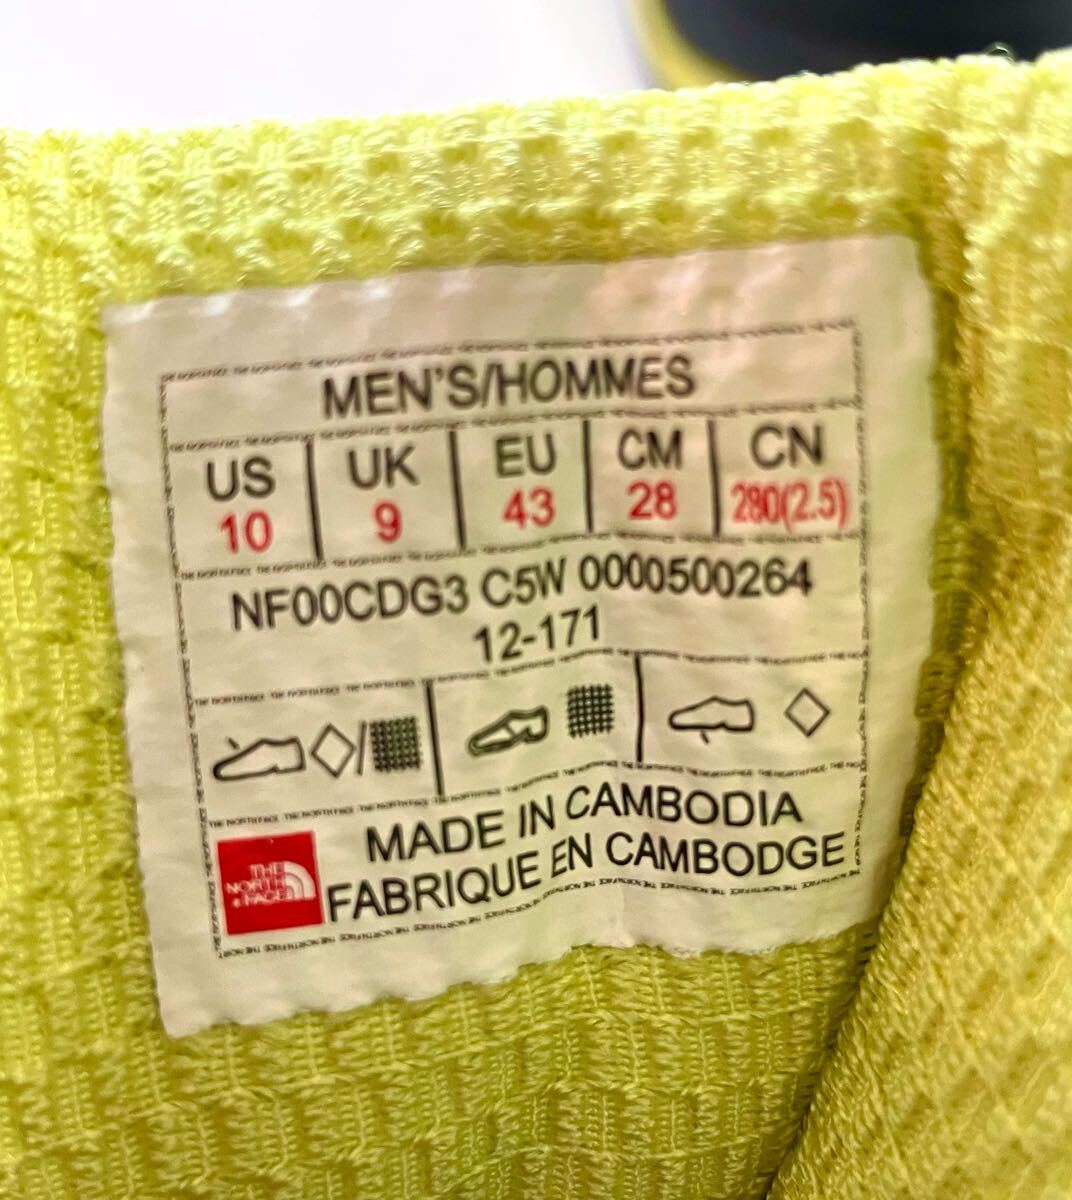 MEN'S/HOMMES
US UK EU CM CN
10 9 43 28 280(2.5)
NF00CDG3 C5W 0000500264
12-171
MADE IN CAMBODIA
FABRIQUE EN CAMBODGE
THE
NORTH
FACE